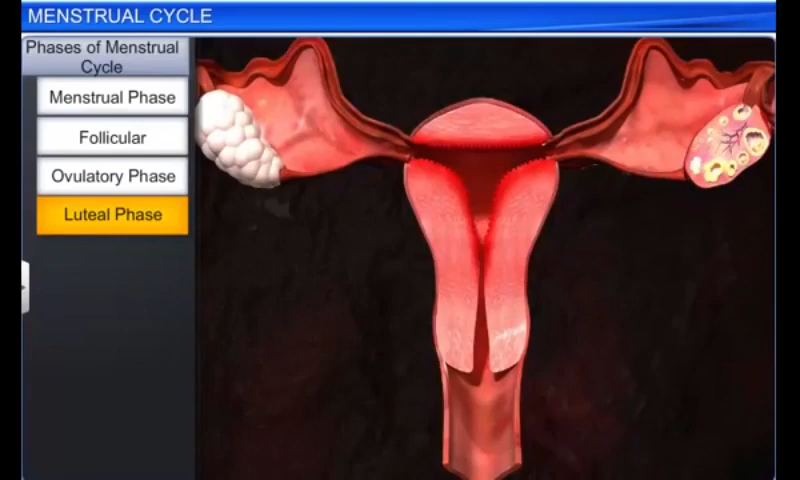 MENSTRUAL CYCLE
Phases of Menstrual
Cycle
Menstrual Phase
Follicular
Ovulatory Phase
Luteal Phase